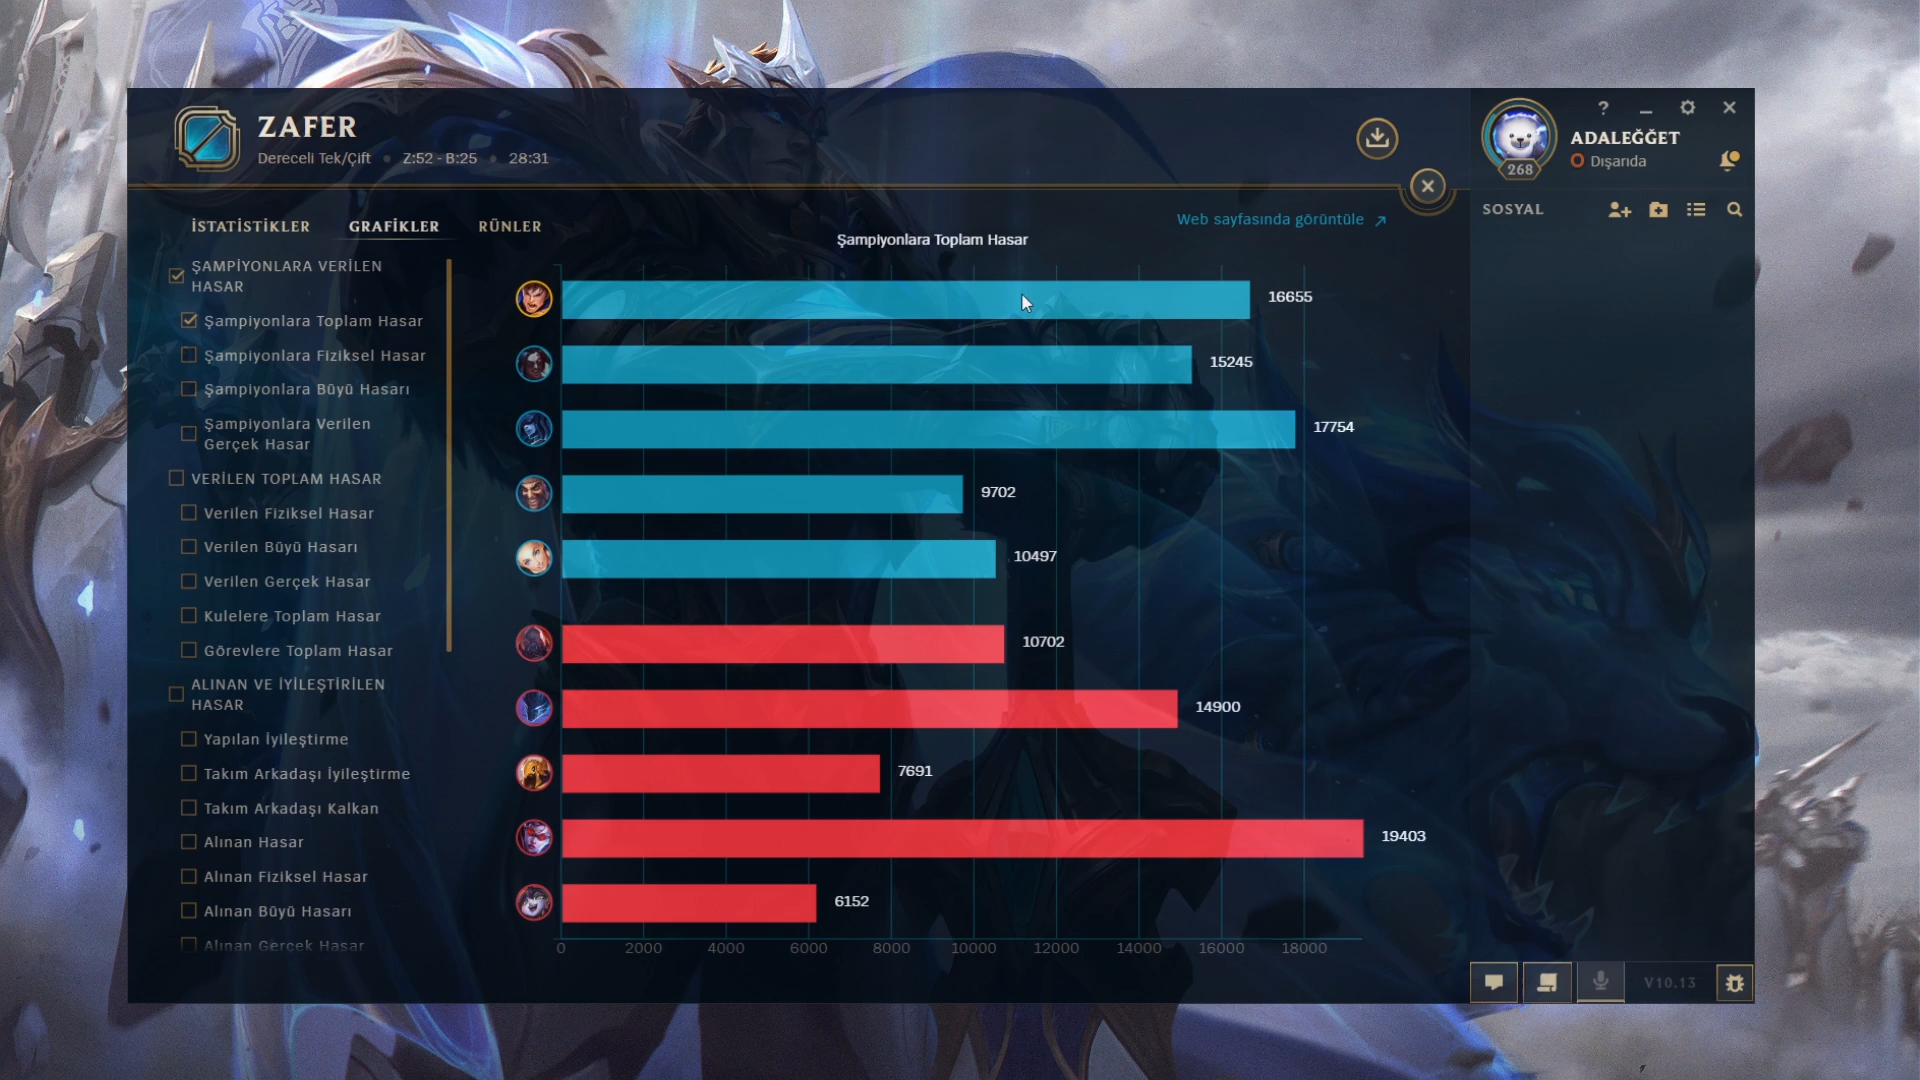 ZAFER
Dereceli Tek/Çift • Z:52 - B:25 • 28:31
?
ADALEĞĞET
Dışarıda
268
SOSYAL
İSTATİSTİKLER GRAFİKLER RÜNLER
Web sayfasında görüntüle
Şampiyonlara Toplam Hasar
ŞAMPİYONLARA VERİLEN
HASAR
Şampiyonlara Toplam Hasar
Şampiyonlara Fiziksel Hasar
Şampiyonlara Büyü Hasarı
Şampiyonlara Verilen
Gerçek Hasar
VERİLEN TOPLAM HASAR
Verilen Fiziksel Hasar
Verilen Büyü Hasarı
Verilen Gerçek Hasar
Kulelere Toplam Hasar
Görevlere Toplam Hasar
ALINAN VE İYİLEŞTİRİLEN
HASAR
Yapılan İyileştirme
Takım Arkadaşı İyileştirme
Takım Arkadaşı Kalkan
Alınan Hasar
Alınan Fiziksel Hasar
Alınan Büyü Hasarı
Alınan Gerçek Hasar
16655
15245
17754
9702
10497
10702
14900
7691
19403
6152
0 2000 4000 6000 8000 10000 12000 14000 16000 18000
V10.13